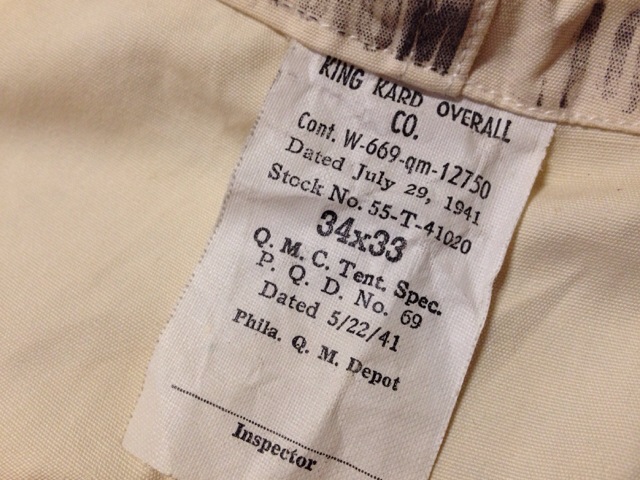 KING KARD OVERALL
CO.
Cont. W-669-qm-12750
Dated July 29, 1941
Stock No. 55-T-41020
34x33
Q. M. C. Tent. Spec.
P. Q. D. No. 69
Dated 5/22/41
Phila. Q. M. Depot
Inspector